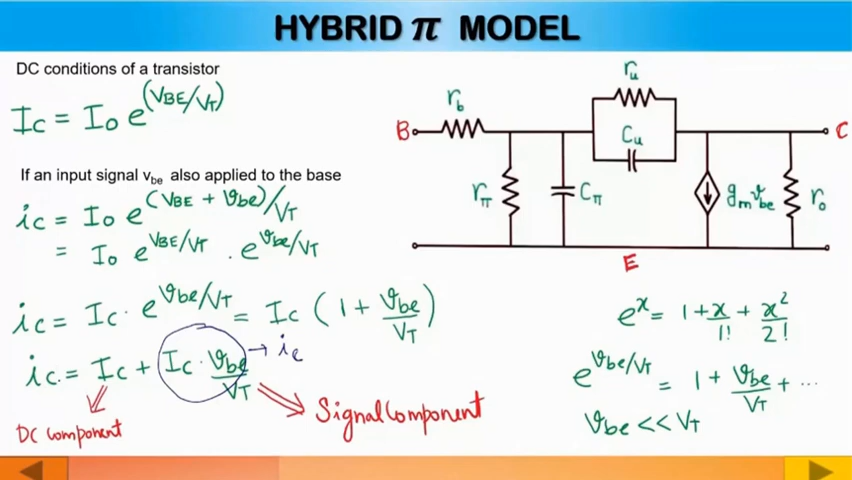 HYBRID π MODEL
DC conditions of a transistor
Ic = Io e^(VBE/VT)
If an input signal vbe also applied to the base
ic = Io e^(VBE + vbe)/VT
= Io e^VBE/VT . e^vbe/VT
ic = Ic . e^vbe/VT = Ic (1 + vbe/VT)
ic = Ic + Ic . vbe/VT → ic
DC component
Signal component
rb
ru
Cu
B
C
rπ
Cπ
gmvbe
ro
E
e^x = 1 + x/1! + x²/2!
e^vbe/VT = 1 + vbe/VT + ...
vbe << VT